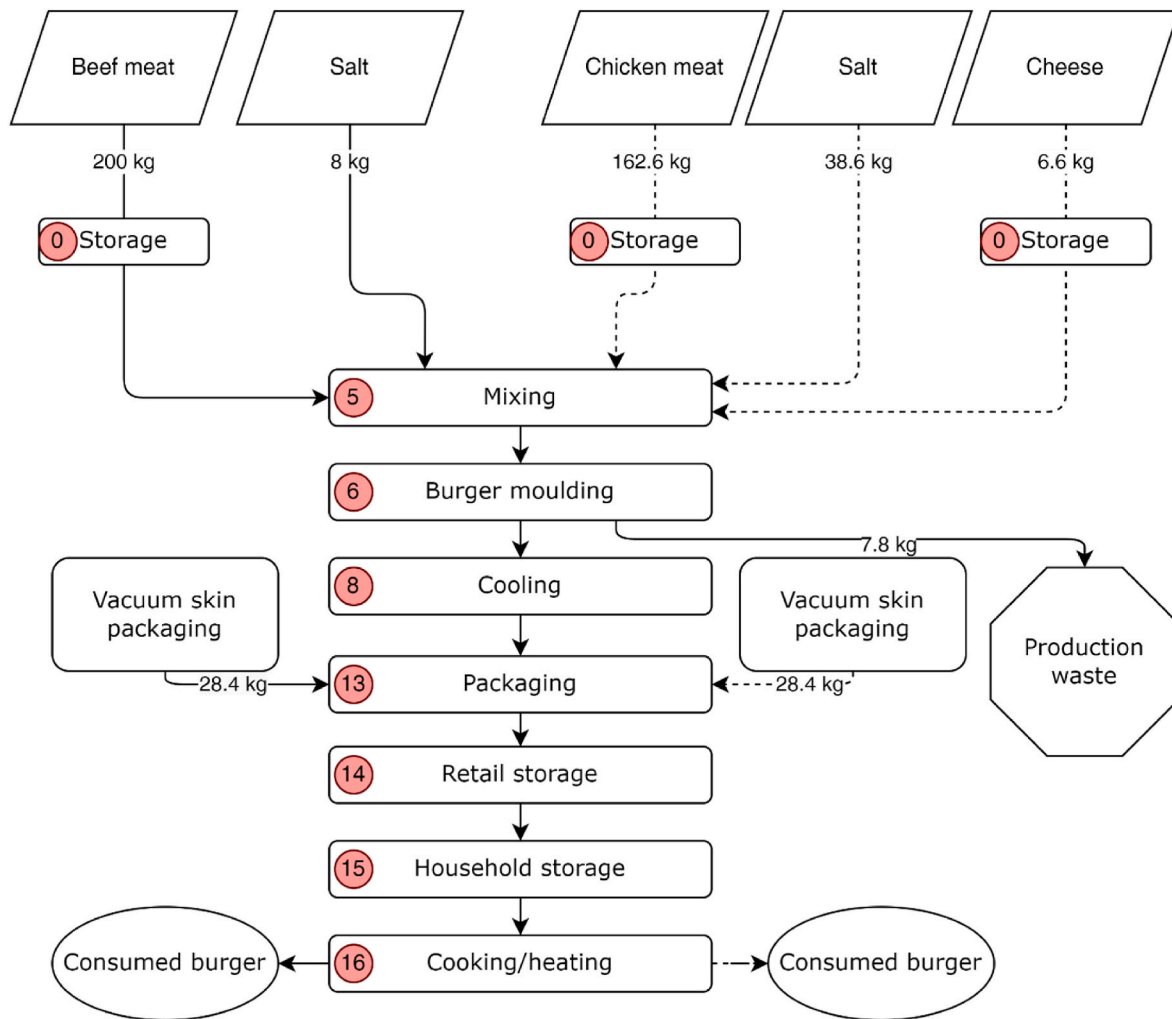 Beef meat
Salt
Chicken meat
Salt
Cheese
200 kg
8 kg
162.6 kg
38.6 kg
6.6 kg
0 Storage
0 Storage
0 Storage
5 Mixing
6 Burger moulding
7.8 kg
8 Cooling
Vacuum skin
packaging
Vacuum skin
packaging
Production
waste
28.4 kg
13 Packaging
28.4 kg
14 Retail storage
15 Household storage
Consumed burger
16 Cooking/heating
Consumed burger